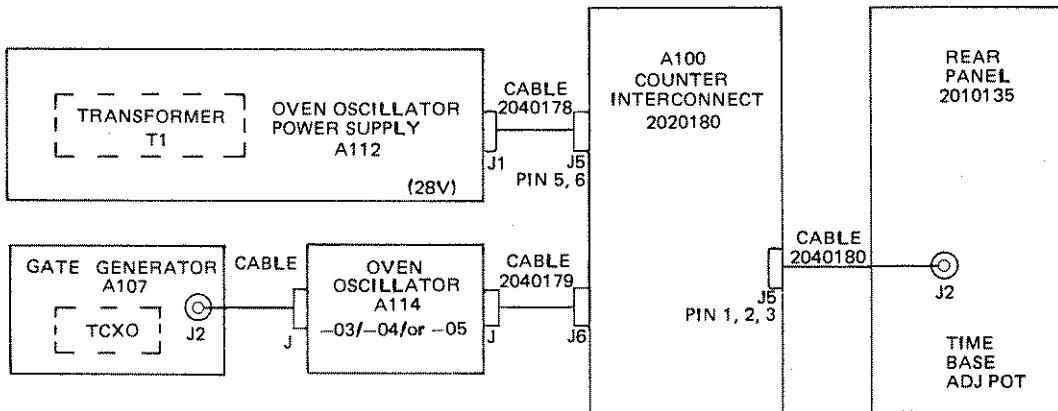 TRANSFORMER
T1
OVEN OSCILLATOR
POWER SUPPLY
A112
(28V)
J1
CABLE
2040178
J5
PIN 5, 6
A100
COUNTER
INTERCONNECT
2020180
REAR
PANEL
2010135
GATE GENERATOR
A107
TCXO
J2
CABLE
J
OVEN
OSCILLATOR
A114
–03/–04/or –05
J
CABLE
2040179
J6
J5
PIN 1, 2, 3
CABLE
2040180
J2
TIME
BASE
ADJ POT